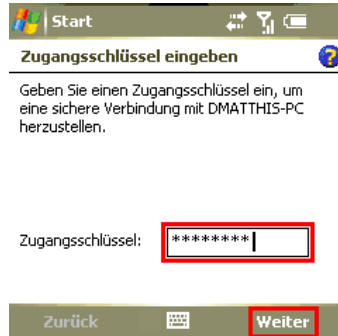 Start
Zugangsschlüssel eingeben
Geben Sie einen Zugangsschlüssel ein, um
eine sichere Verbindung mit DMATTHIS-PC
herzustellen.
Zugangsschlüssel: ********
Zurück Weiter